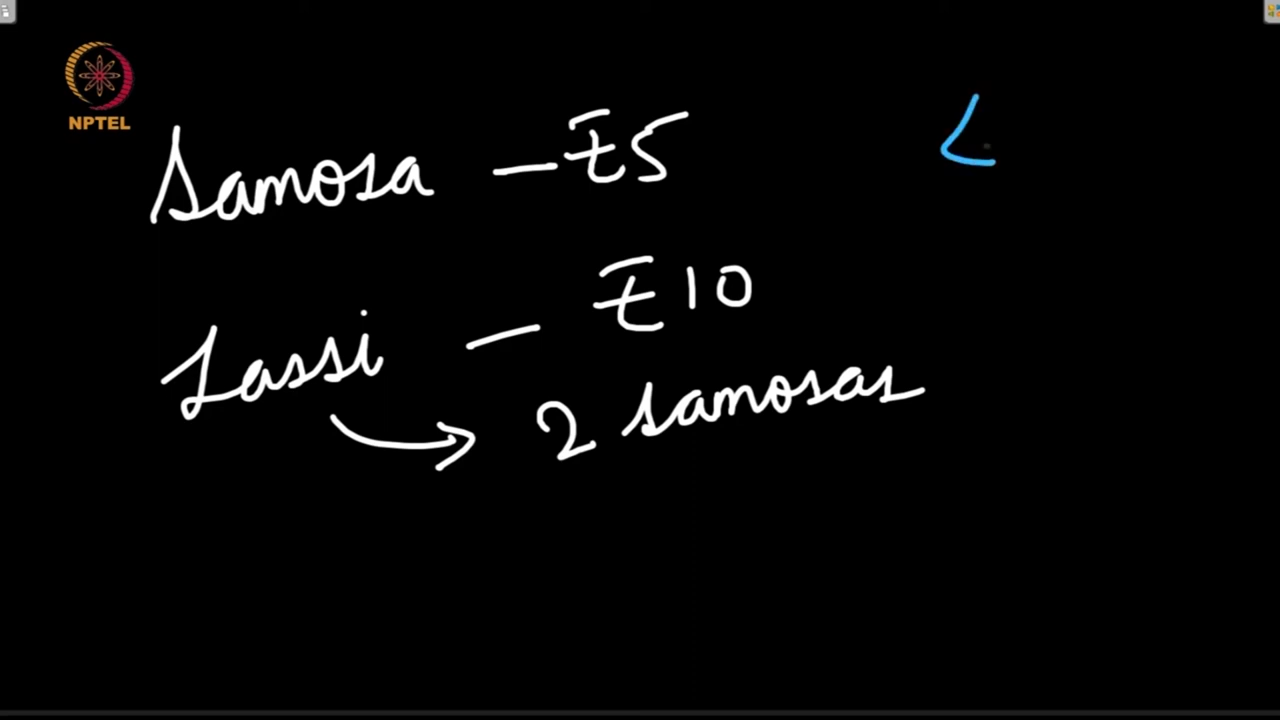 NPTEL
Samosa - ₹5
Lassi - ₹10
→ 2 samosas